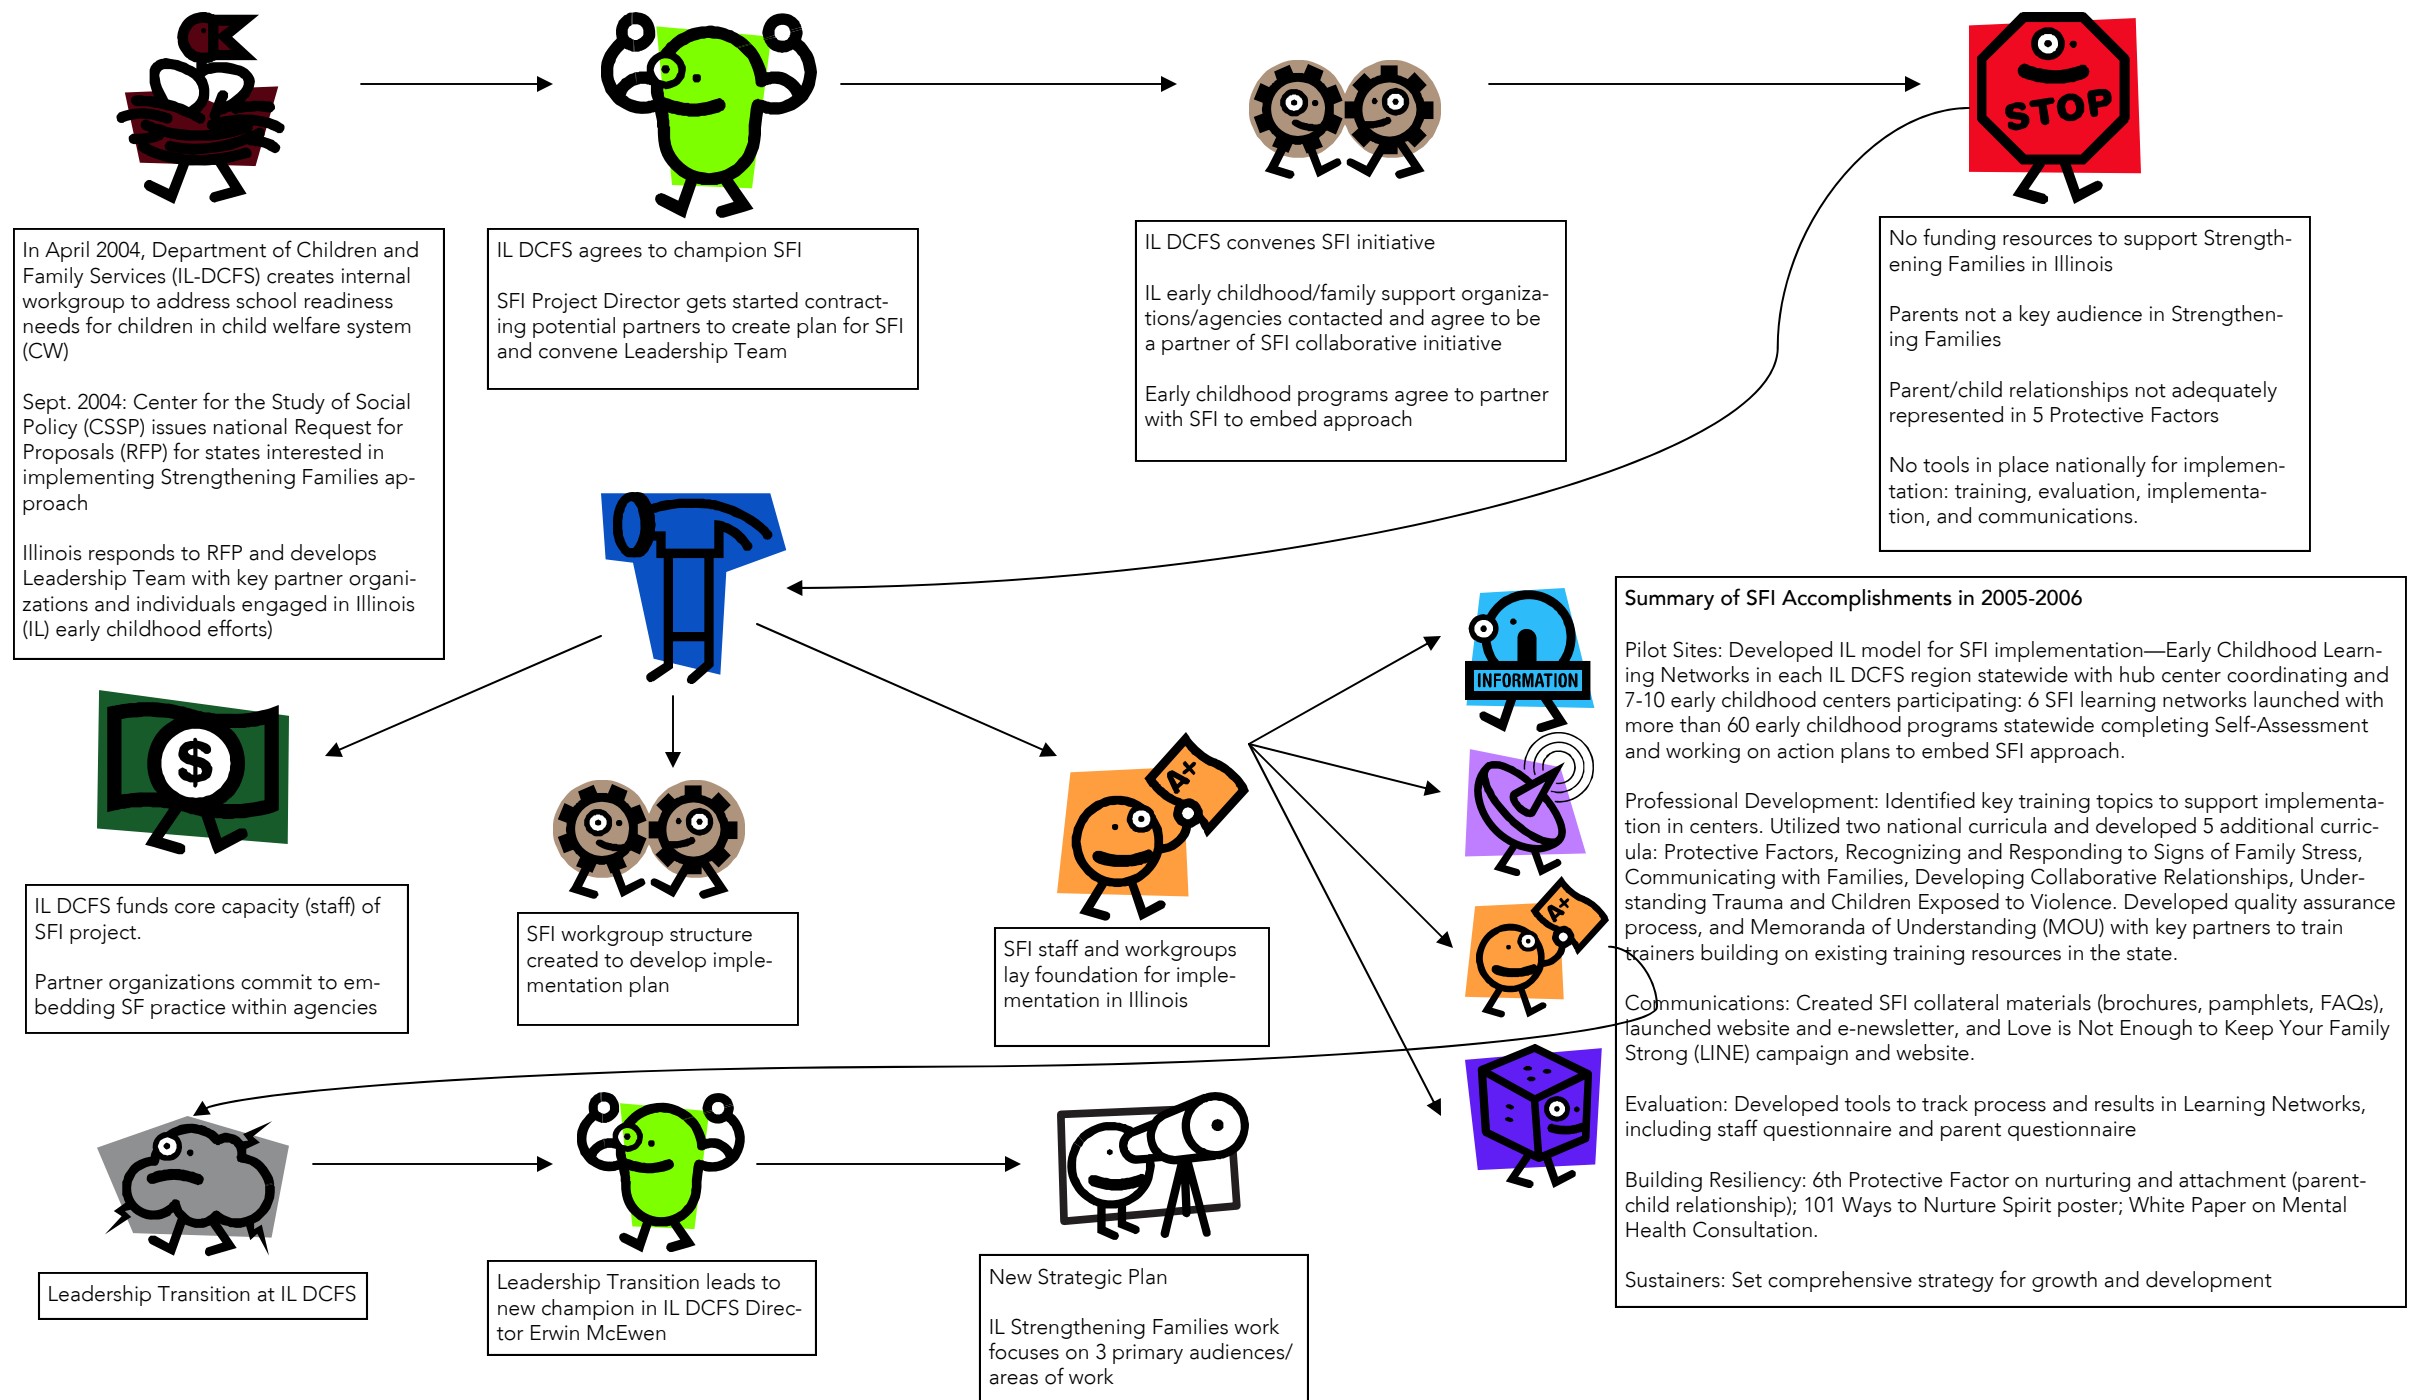 STOP
In April 2004, Department of Children and
Family Services (IL-DCFS) creates internal
workgroup to address school readiness
needs for children in child welfare system
(CW)
Sept. 2004: Center for the Study of Social
Policy (CSSP) issues national Request for
Proposals (RFP) for states interested in
implementing Strengthening Families ap-
proach
Illinois responds to RFP and develops
Leadership Team with key partner organi-
zations and individuals engaged in Illinois
(IL) early childhood efforts)
IL DCFS agrees to champion SFI
SFI Project Director gets started contract-
ing potential partners to create plan for SFI
and convene Leadership Team
IL DCFS convenes SFI initiative
IL early childhood/family support organiza-
tions/agencies contacted and agree to be
a partner of SFI collaborative initiative
Early childhood programs agree to partner
with SFI to embed approach
No funding resources to support Strength-
ening Families in Illinois
Parents not a key audience in Strengthen-
ing Families
Parent/child relationships not adequately
represented in 5 Protective Factors
No tools in place nationally for implemen-
tation: training, evaluation, implementa-
tion, and communications.
$
IL DCFS funds core capacity (staff) of
SFI project.
Partner organizations commit to em-
bedding SF practice within agencies
SFI workgroup structure
created to develop imple-
mentation plan
A+
SFI staff and workgroups
lay foundation for imple-
mentation in Illinois
INFORMATION
A+
Summary of SFI Accomplishments in 2005-2006
Pilot Sites: Developed IL model for SFI implementation—Early Childhood Learn-
ing Networks in each IL DCFS region statewide with hub center coordinating and
7-10 early childhood centers participating: 6 SFI learning networks launched with
more than 60 early childhood programs statewide completing Self-Assessment
and working on action plans to embed SFI approach.
Professional Development: Identified key training topics to support implementa-
tion in centers. Utilized two national curricula and developed 5 additional curric-
ula: Protective Factors, Recognizing and Responding to Signs of Family Stress,
Communicating with Families, Developing Collaborative Relationships, Under-
standing Trauma and Children Exposed to Violence. Developed quality assurance
process, and Memoranda of Understanding (MOU) with key partners to train
trainers building on existing training resources in the state.
Communications: Created SFI collateral materials (brochures, pamphlets, FAQs),
launched website and e-newsletter, and Love is Not Enough to Keep Your Family
Strong (LINE) campaign and website.
Evaluation: Developed tools to track process and results in Learning Networks,
including staff questionnaire and parent questionnaire
Building Resiliency: 6th Protective Factor on nurturing and attachment (parent-
child relationship); 101 Ways to Nurture Spirit poster; White Paper on Mental
Health Consultation.
Sustainers: Set comprehensive strategy for growth and development
Leadership Transition at IL DCFS
Leadership Transition leads to
new champion in IL DCFS Direc-
tor Erwin McEwen
New Strategic Plan
IL Strengthening Families work
focuses on 3 primary audiences/
areas of work